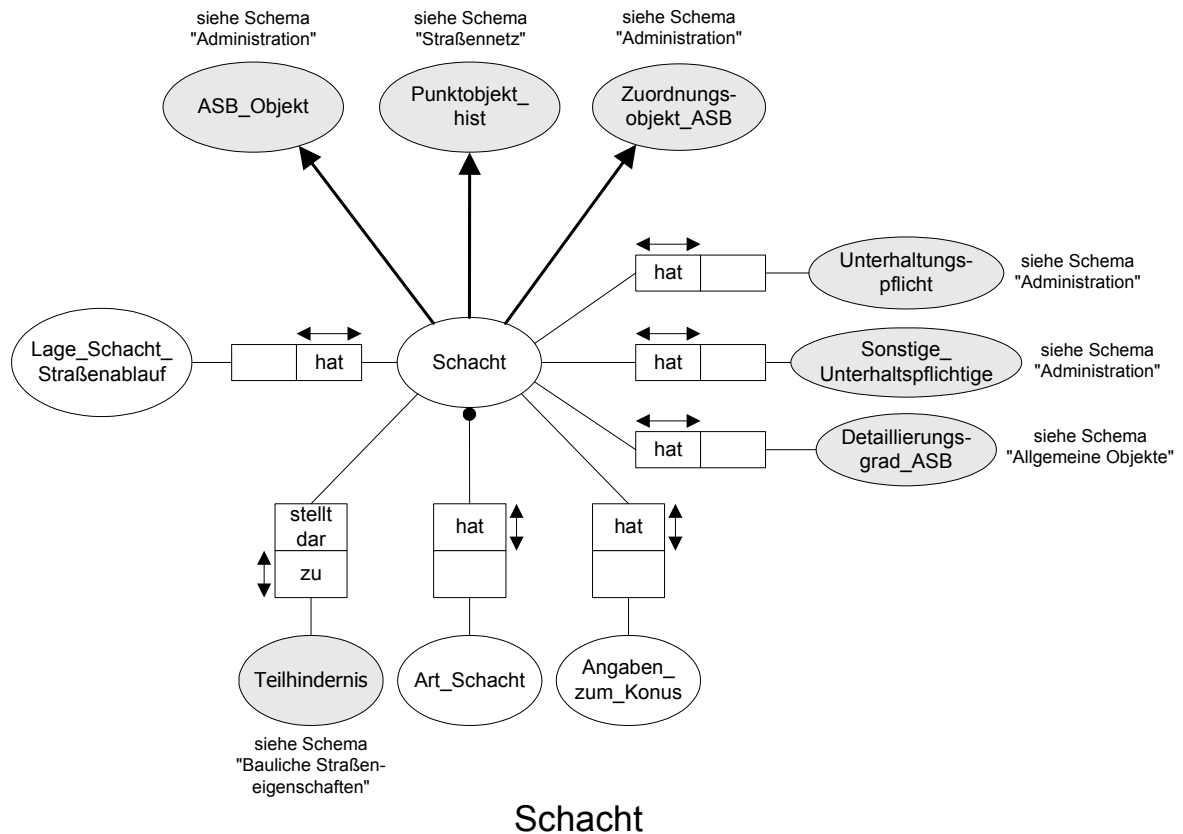 siehe Schema
"Administration"
siehe Schema
"Straßennetz"
siehe Schema
"Administration"
ASB_Objekt
Punktobjekt_
hist
Zuordnungs-
objekt_ASB
hat
Unterhaltungs-
pflicht
siehe Schema
"Administration"
Lage_Schacht_
Straßenablauf
hat
Schacht
hat
Sonstige_
Unterhaltspflichtige
siehe Schema
"Administration"
hat
Detaillierungs-
grad_ASB
siehe Schema
"Allgemeine Objekte"
stellt
dar
zu
hat
hat
Teilhindernis
Art_Schacht
Angaben_
zum_Konus
siehe Schema
"Bauliche Straßen-
eigenschaften"
Schacht